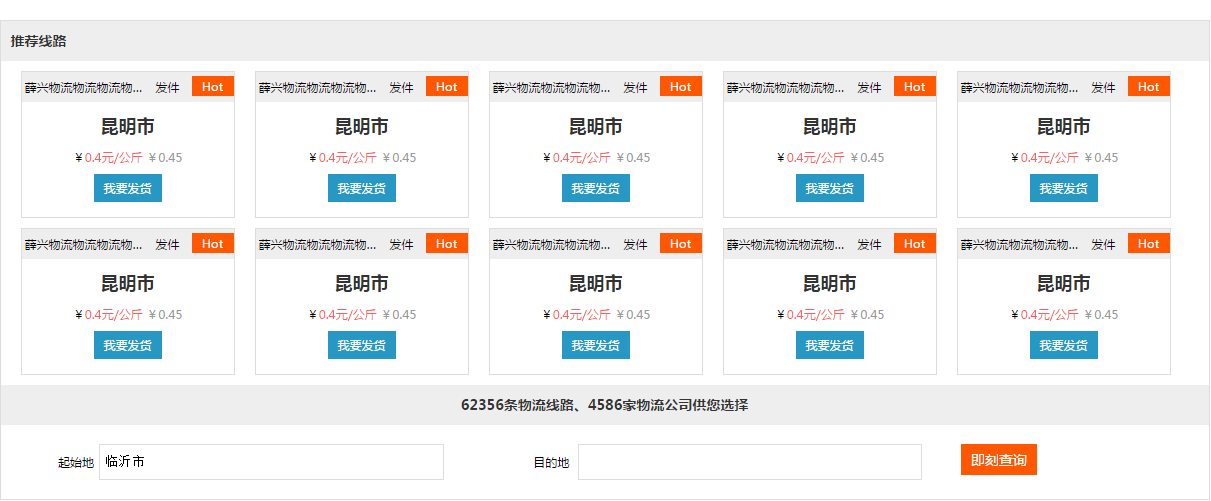 推荐线路
薛兴物流物流物流物... 发件 Hot 薛兴物流物流物流物... 发件 Hot 薛兴物流物流物流物... 发件 Hot 薛兴物流物流物流物... 发件 Hot 薛兴物流物流物流物... 发件 Hot
昆明市 昆明市 昆明市 昆明市 昆明市
¥ 0.4元/公斤 ¥ 0.45 ¥ 0.4元/公斤 ¥ 0.45 ¥ 0.4元/公斤 ¥ 0.45 ¥ 0.4元/公斤 ¥ 0.45 ¥ 0.4元/公斤 ¥ 0.45
我要发货 我要发货 我要发货 我要发货 我要发货
薛兴物流物流物流物... 发件 Hot 薛兴物流物流物流物... 发件 Hot 薛兴物流物流物流物... 发件 Hot 薛兴物流物流物流物... 发件 Hot 薛兴物流物流物流物... 发件 Hot
昆明市 昆明市 昆明市 昆明市 昆明市
¥ 0.4元/公斤 ¥ 0.45 ¥ 0.4元/公斤 ¥ 0.45 ¥ 0.4元/公斤 ¥ 0.45 ¥ 0.4元/公斤 ¥ 0.45 ¥ 0.4元/公斤 ¥ 0.45
我要发货 我要发货 我要发货 我要发货 我要发货
62356条物流线路、4586家物流公司供您选择
起始地 临沂市 目的地 即刻查询